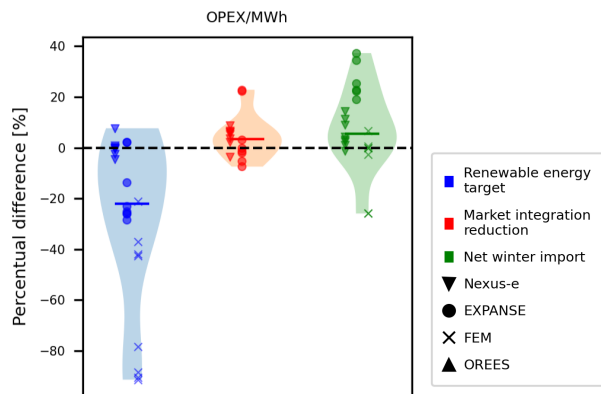 OPEX/MWh
Percentual difference [%]
40
20
0
−20
−40
−60
−80
Renewable energy
target
Market integration
reduction
Net winter import
Nexus-e
EXPANSE
FEM
OREES